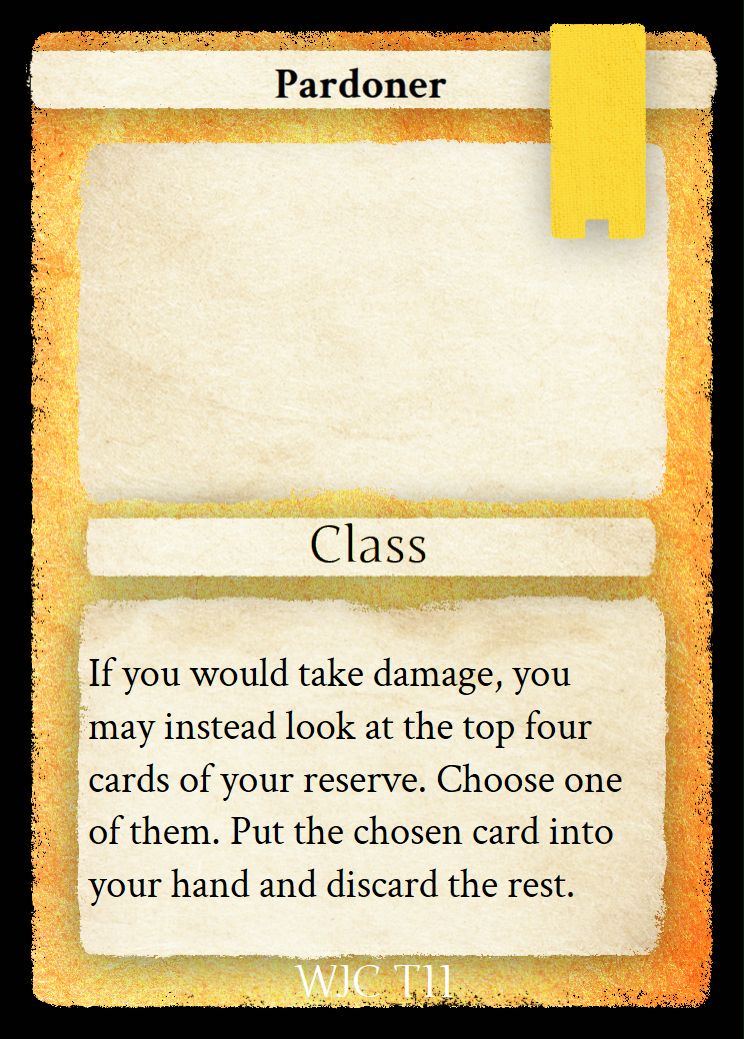 Pardoner
Class
If you would take damage, you
may instead look at the top four
cards of your reserve. Choose one
of them. Put the chosen card into
your hand and discard the rest.
WJC T11